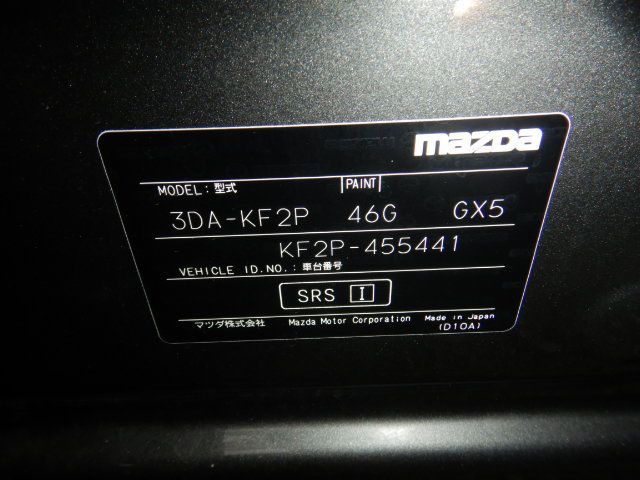 mazda
MODEL: 型式 PAINT
3DA-KF2P 46G GX5
KF2P-455441
VEHICLE ID.NO.: 車台番号
SRS I
マツダ株式会社 Mazda Motor Corporation Made in Japan
(D10A)